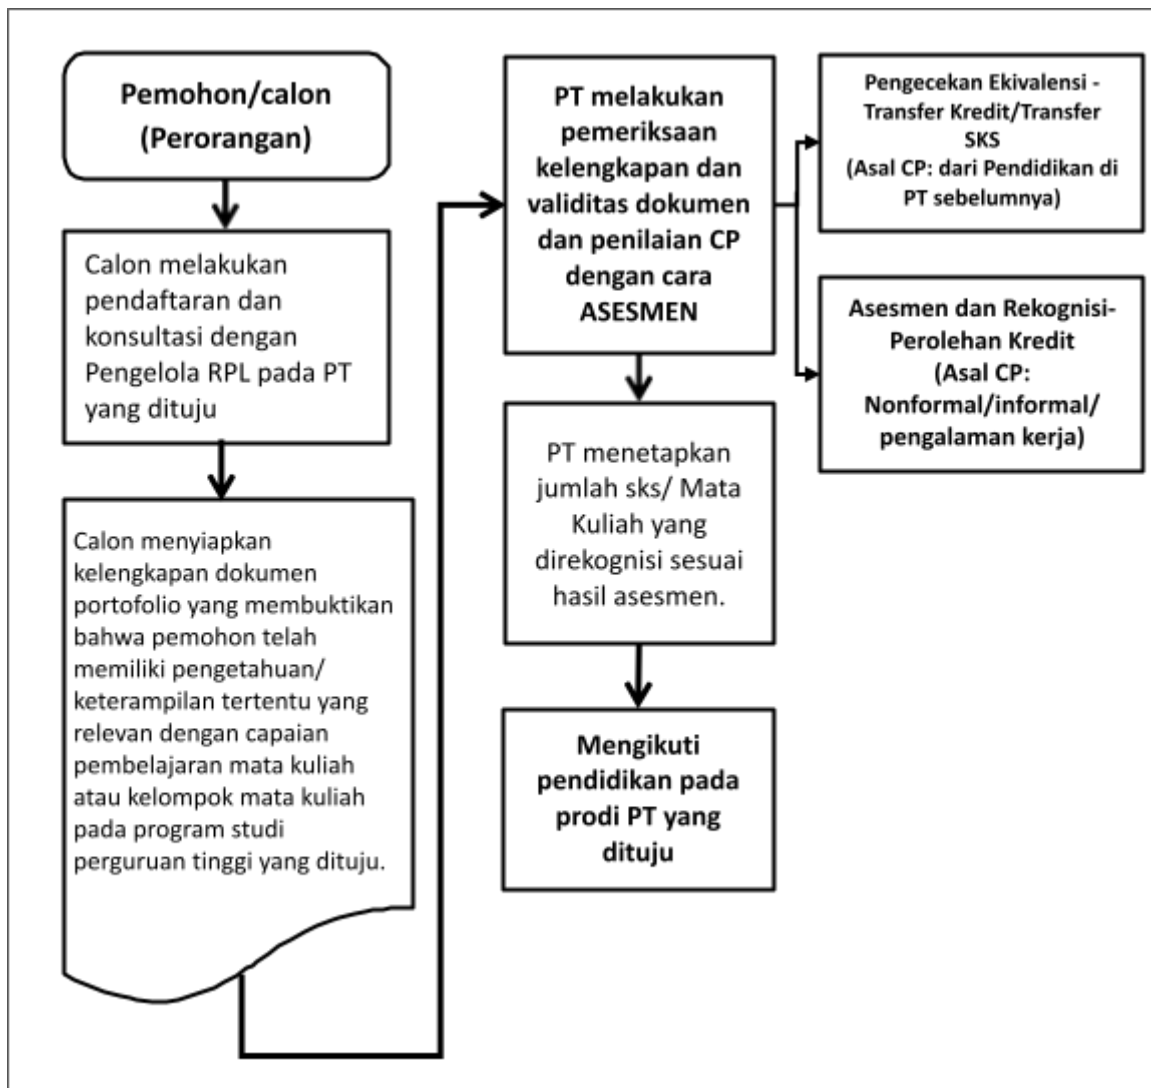 Pemohon/calon
(Perorangan)
Calon melakukan
pendaftaran dan
konsultasi dengan
Pengelola RPL pada PT
yang dituju
Calon menyiapkan
kelengkapan dokumen
portofolio yang membuktikan
bahwa pemohon telah
memiliki pengetahuan/
keterampilan tertentu yang
relevan dengan capaian
pembelajaran mata kuliah
atau kelompok mata kuliah
pada program studi
perguruan tinggi yang dituju.
PT melakukan
pemeriksaan
kelengkapan dan
validitas dokumen
dan penilaian CP
dengan cara
ASESMEN
Pengecekan Ekivalensi -
Transfer Kredit/Transfer
SKS
(Asal CP: dari Pendidikan di
PT sebelumnya)
Asesmen dan Rekognisi-
Perolehan Kredit
(Asal CP:
Nonformal/informal/
pengalaman kerja)
PT menetapkan
jumlah sks/ Mata
Kuliah yang
direkognisi sesuai
hasil asesmen.
Mengikuti
pendidikan pada
prodi PT yang
dituju